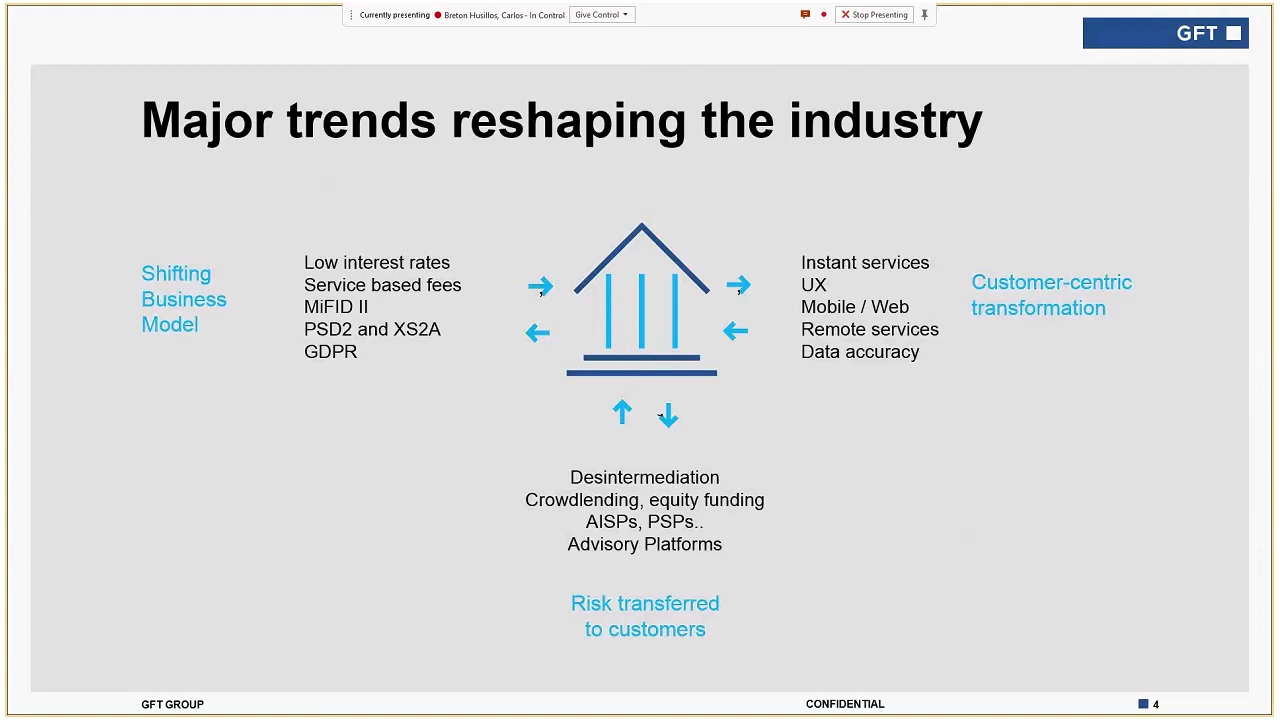 Currently presenting Breton Husillos, Carlos - In Control Give Control Stop Presenting
GFT
Major trends reshaping the industry
Shifting
Business
Model
Low interest rates
Service based fees
MiFID II
PSD2 and XS2A
GDPR
Instant services
UX
Mobile / Web
Remote services
Data accuracy
Customer-centric
transformation
Desintermediation
Crowdlending, equity funding
AISPs, PSPs..
Advisory Platforms
Risk transferred
to customers
GFT GROUP CONFIDENTIAL 4